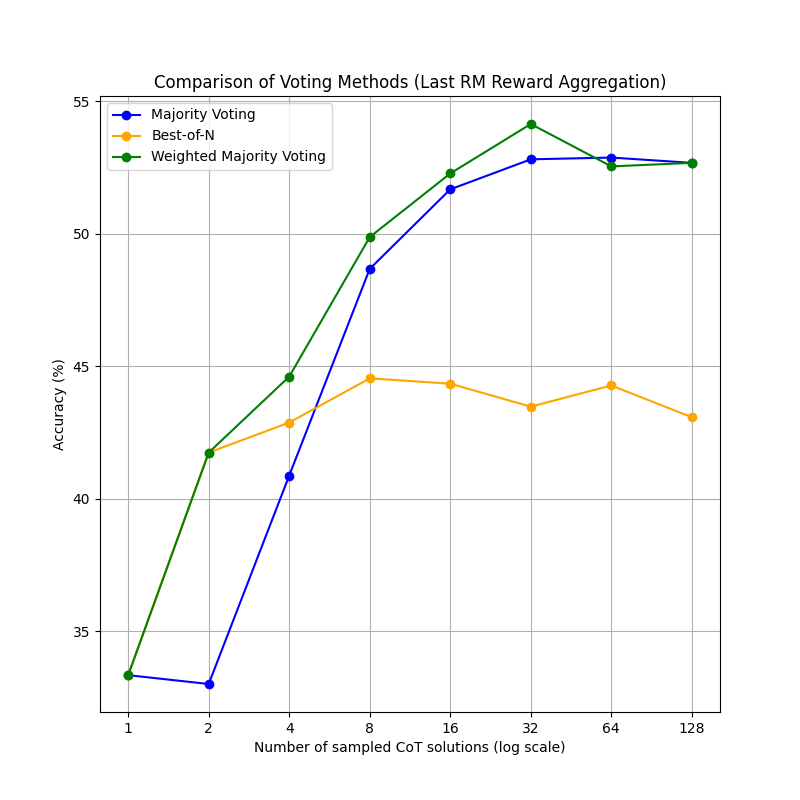 Comparison of Voting Methods (Last RM Reward Aggregation)
Majority Voting
Best-of-N
Weighted Majority Voting
55
50
45
40
35
Accuracy (%)
1 2 4 8 16 32 64 128
Number of sampled CoT solutions (log scale)